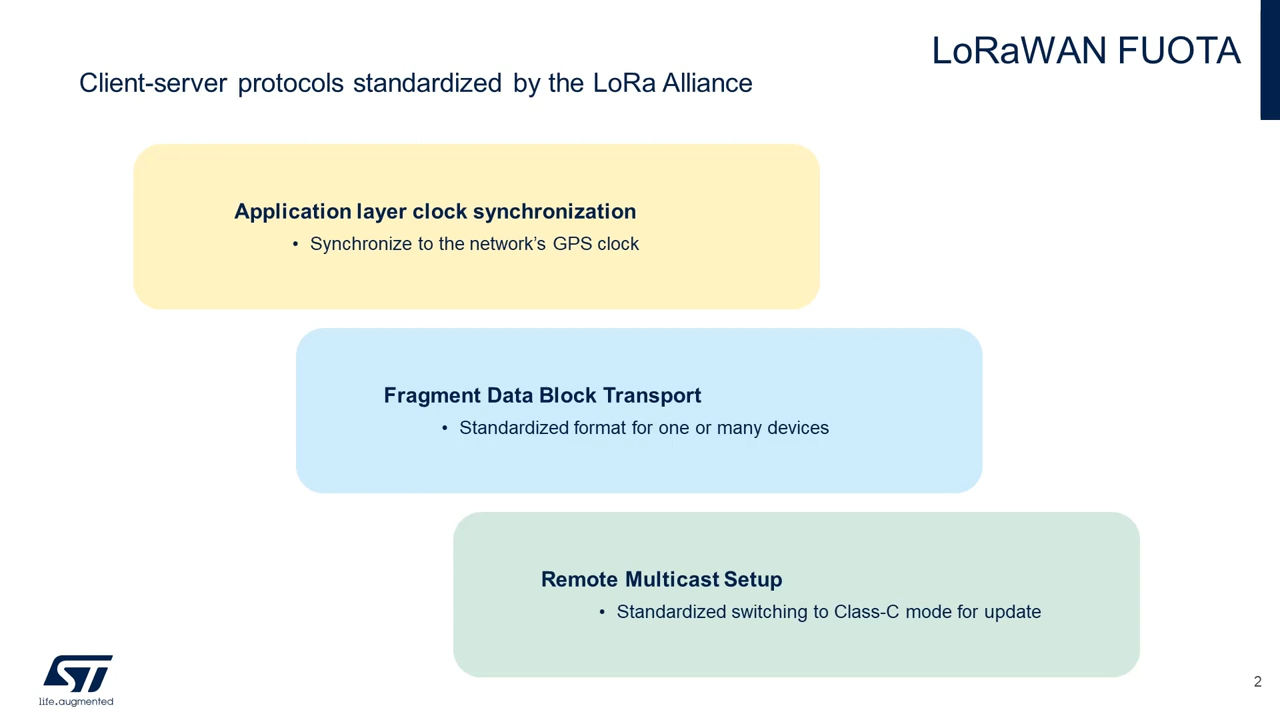 LoRaWAN FUOTA
Client-server protocols standardized by the LoRa Alliance
Application layer clock synchronization
• Synchronize to the network’s GPS clock
Fragment Data Block Transport
• Standardized format for one or many devices
Remote Multicast Setup
• Standardized switching to Class-C mode for update
ST
life.augmented
2